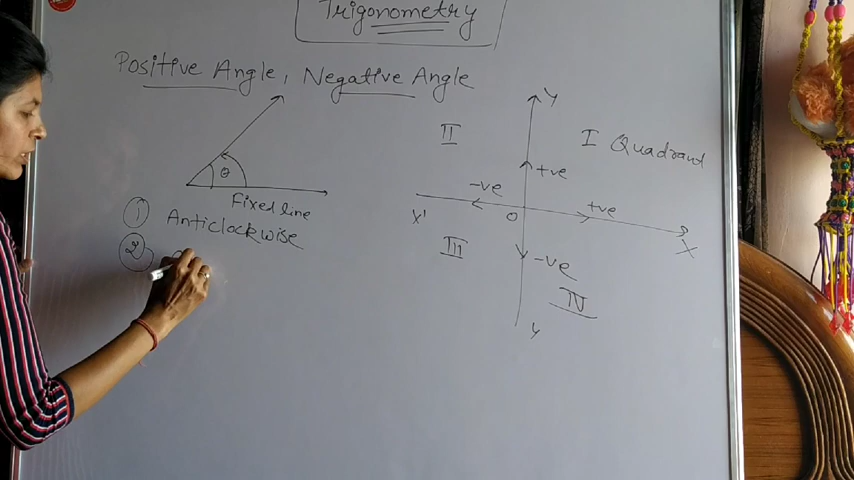 Trigonometry
Positive Angle, Negative Angle
θ
Fixed line
① Anticlockwise
②
Y
II
I Quadrant
+ve
-ve
+ve
X'
O
X
III
-ve
IV
Y